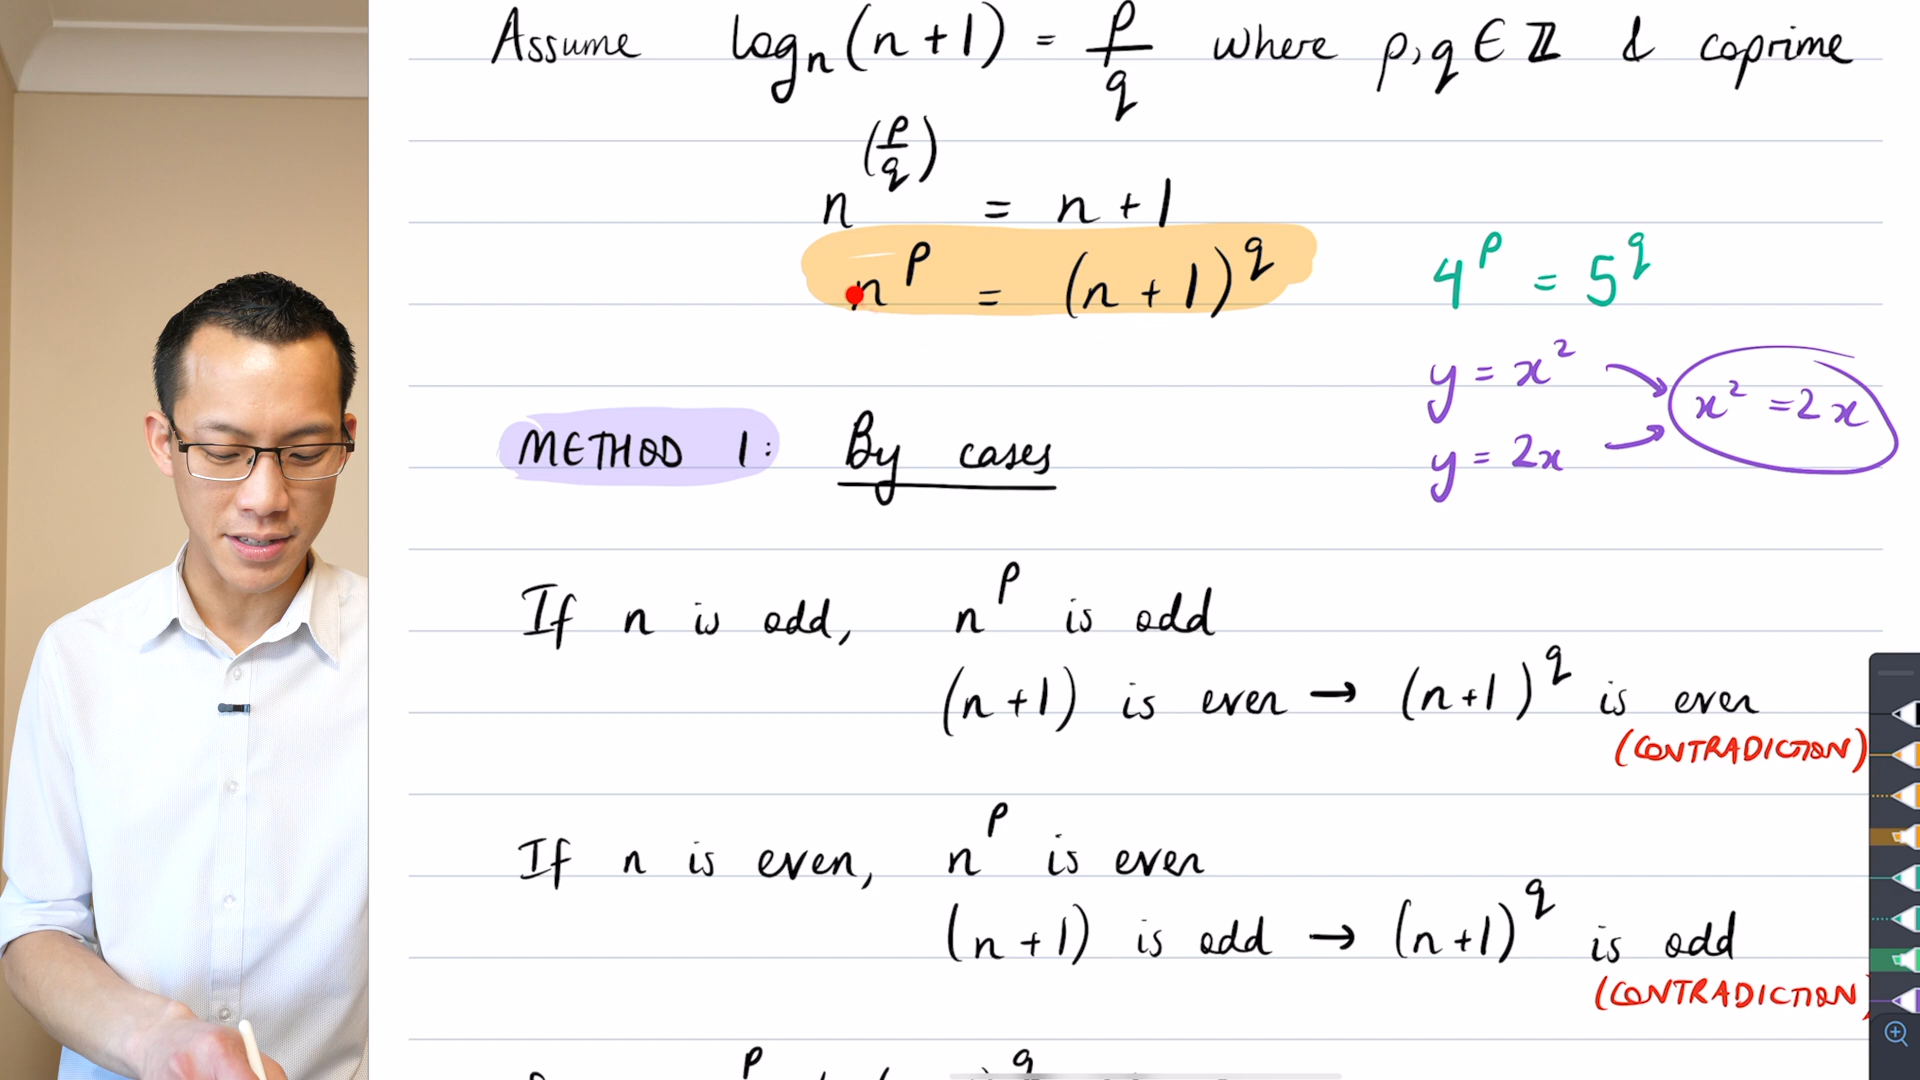 Assume log_n (n+1) = p/q where p,q ∈ ℤ & coprime
n^(p/q) = n+1
n^p = (n+1)^q
4^p = 5^q
y = x²
y = 2x
x² = 2x
METHOD 1: By cases
If n is odd, n^p is odd
(n+1) is even → (n+1)^q is even
(CONTRADICTION)
If n is even, n^p is even
(n+1) is odd → (n+1)^q is odd
(CONTRADICTION